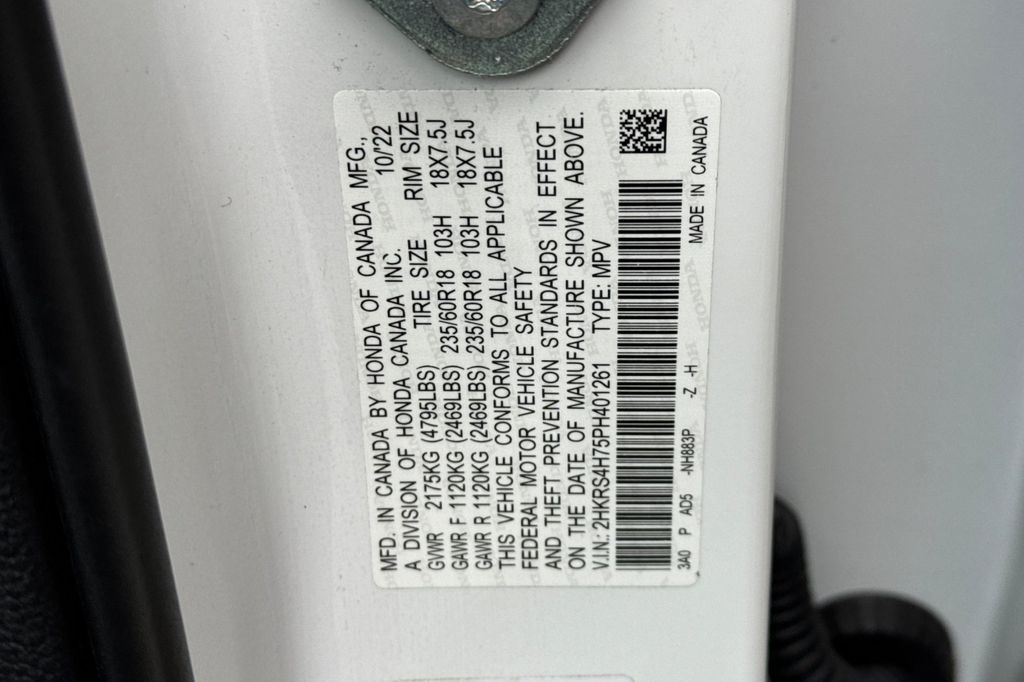 MFD. IN CANADA BY HONDA OF CANADA MFG.,
A DIVISION OF HONDA CANADA INC. 10/'22
GVWR 2175KG (4795LBS) TIRE SIZE RIM SIZE
GAWR F 1120KG (2469LBS) 235/60R18 103H 18X7.5J
GAWR R 1120KG (2469LBS) 235/60R18 103H 18X7.5J
THIS VEHICLE CONFORMS TO ALL APPLICABLE
FEDERAL MOTOR VEHICLE SAFETY
AND THEFT PREVENTION STANDARDS IN EFFECT
ON THE DATE OF MANUFACTURE SHOWN ABOVE.
V.I.N.: 2HKRS4H75PH401261 TYPE: MPV
3A0 P AD5 -NH883P -Z -H MADE IN CANADA